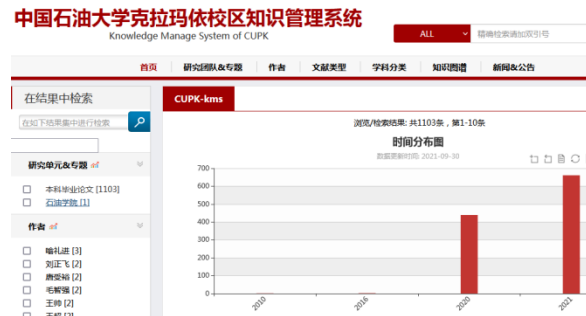 中国石油大学克拉玛依校区知识管理系统
Knowledge Manage System of CUPK
ALL
精确检索请加双引号
首页 研究团队&专题 作者 文献类型 学科分类 知识图谱 新闻&公告
在结果中检索
在如下结果集中进行检索
研究单元&专题
本科毕业论文 [1103]
石油学院 [1]
作者
喻礼进 [3]
刘正飞 [2]
唐受裕 [2]
毛智强 [2]
王帅 [2]
CUPK-kms
浏览/检索结果: 共1103条，第1-10条
时间分布图
数据更新时间: 2021-09-30
700
600
500
400
300
200
100
0
2010 2016 2020 2021